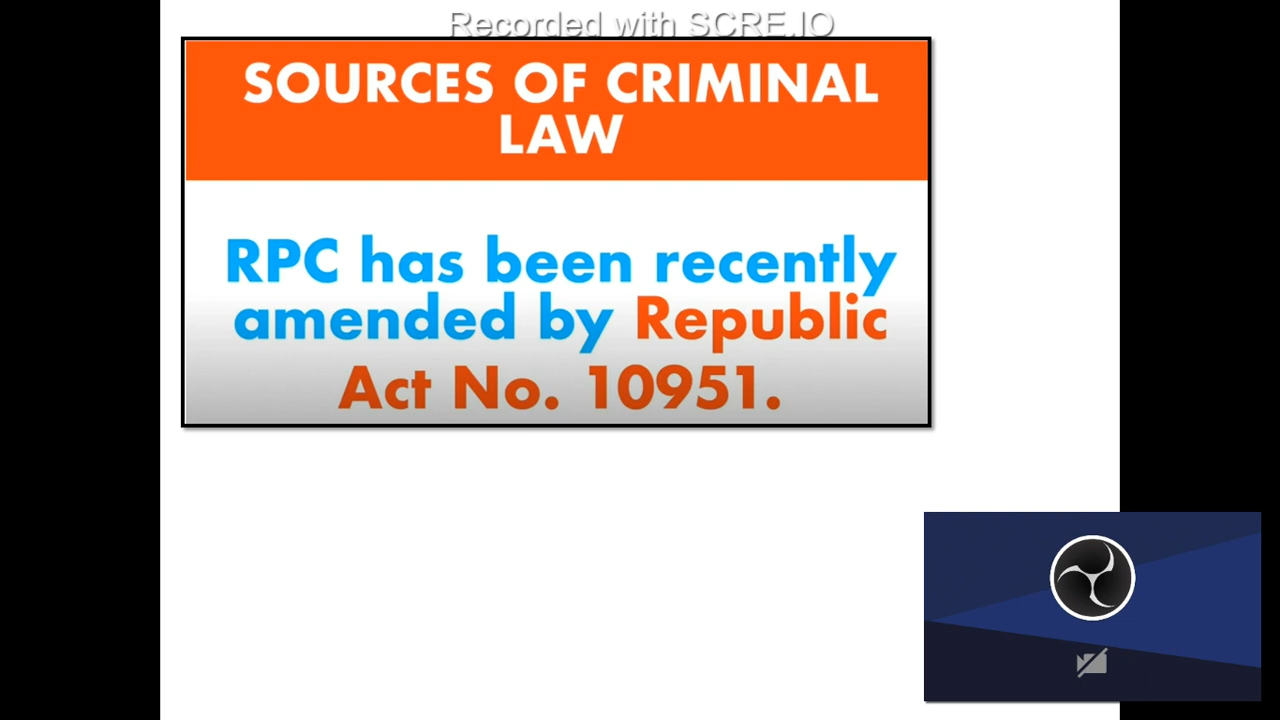 Recorded with SCRE.IO
SOURCES OF CRIMINAL
LAW
RPC has been recently
amended by Republic
Act No. 10951.